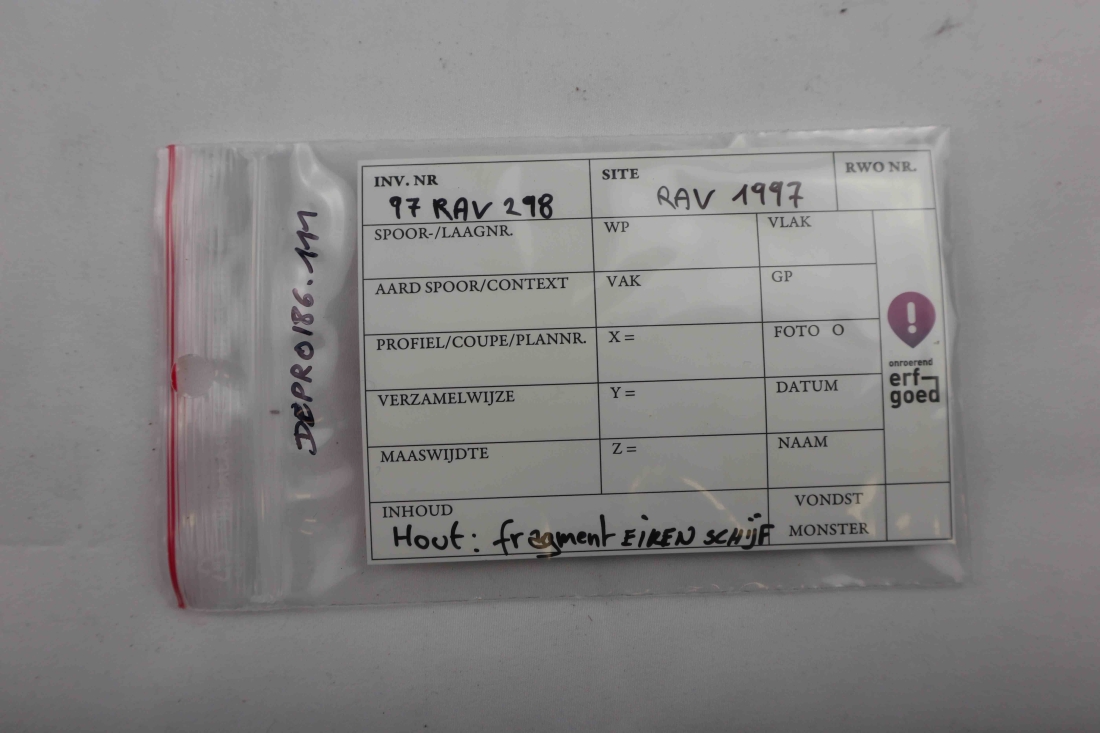 DEPRO186.111
INV. NR
97 RAV 298
SITE
RAV 1997
RWO NR.
SPOOR-/LAAGNR.
WP
VLAK
AARD SPOOR/CONTEXT
VAK
GP
PROFIEL/COUPE/PLANNR.
X =
FOTO O
VERZAMELWIJZE
Y =
DATUM
MAASWIJDTE
Z =
NAAM
!
onroerend
erf-
goed
INHOUD
Hout: fragment EIKEN SCHIJF
VONDST
MONSTER